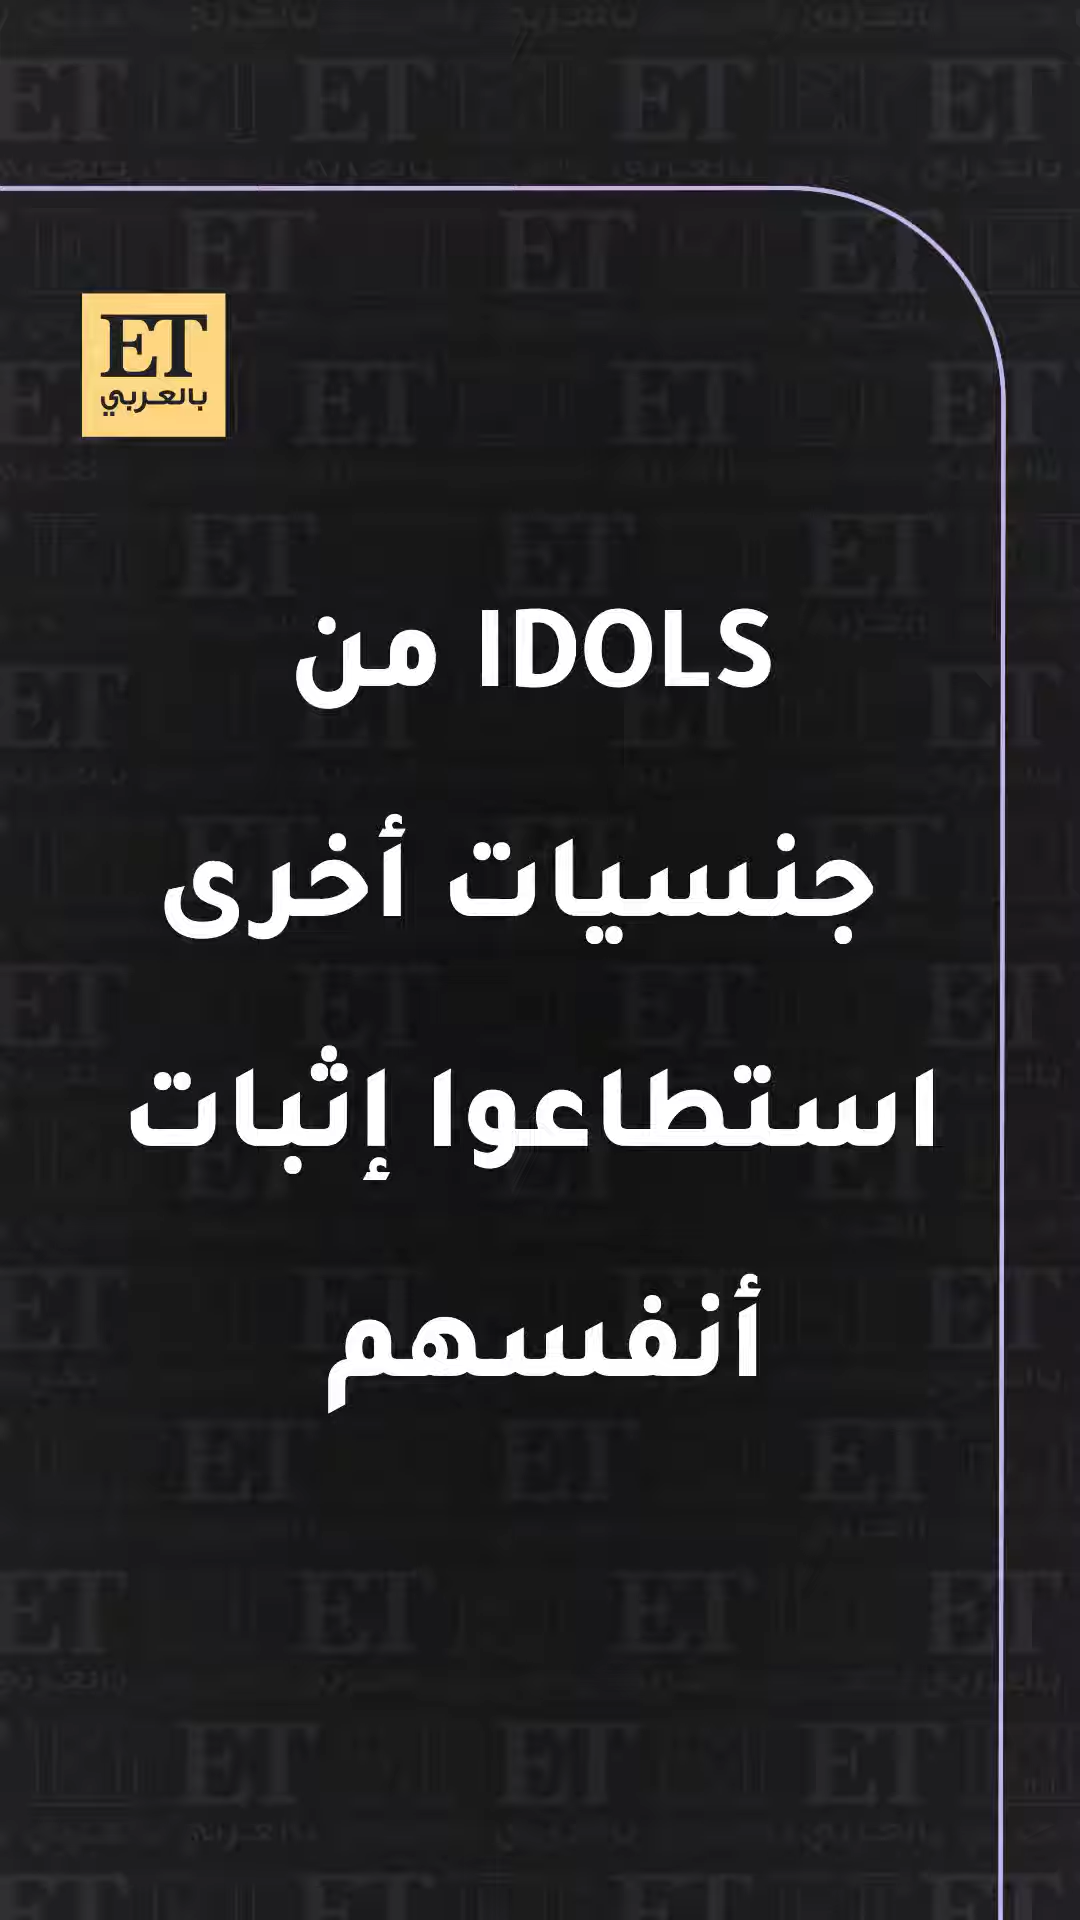 ET
بالعربي
IDOLS من
جنسيات أخرى
استطاعوا إثبات
أنفسهم